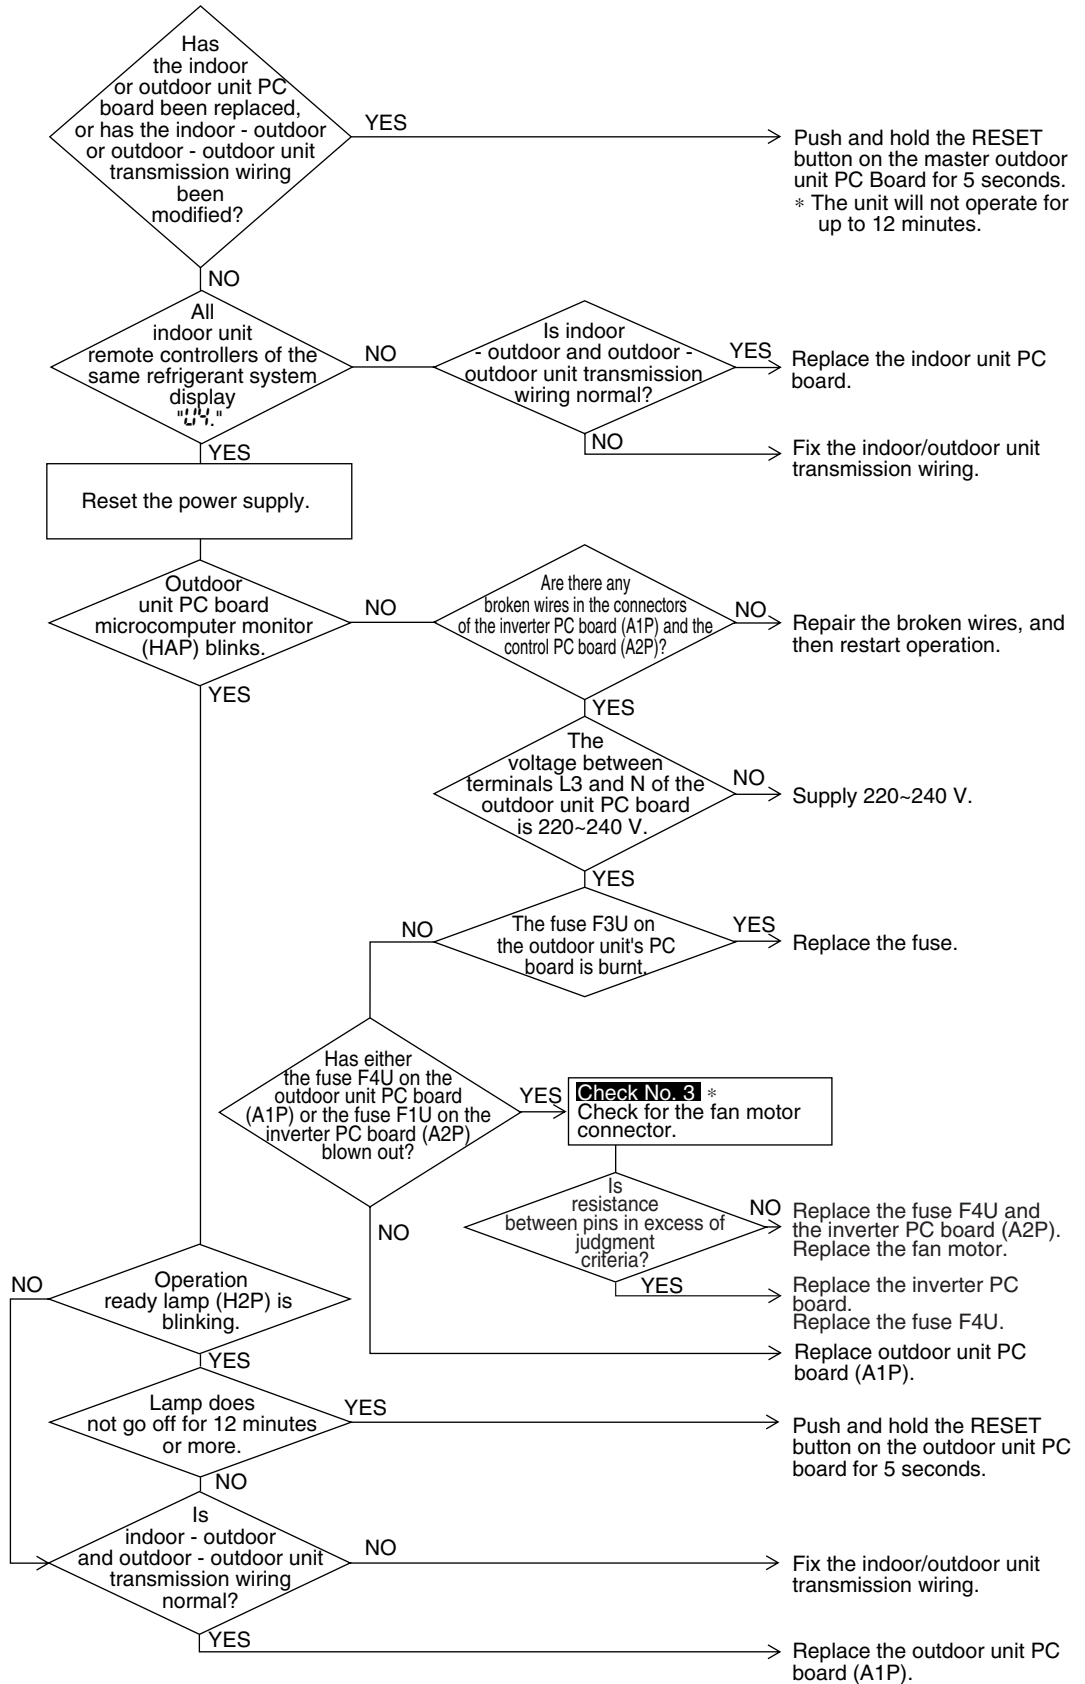 Has
the indoor
or outdoor unit PC
board been replaced,
or has the indoor - outdoor
or outdoor - outdoor unit
transmission wiring
been
modified?
YES
Push and hold the RESET
button on the master outdoor
unit PC Board for 5 seconds.
* The unit will not operate for
up to 12 minutes.
NO
All
indoor unit
remote controllers of the
same refrigerant system
display
"U4."
NO
Is indoor
- outdoor and outdoor -
outdoor unit transmission
wiring normal?
YES
Replace the indoor unit PC
board.
NO
Fix the indoor/outdoor unit
transmission wiring.
YES
Reset the power supply.
Outdoor
unit PC board
microcomputer monitor
(HAP) blinks.
NO
Are there any
broken wires in the connectors
of the inverter PC board (A1P) and the
control PC board (A2P)?
NO
Repair the broken wires, and
then restart operation.
YES
YES
The
voltage between
terminals L3 and N of the
outdoor unit PC board
is 220~240 V.
NO
Supply 220~240 V.
YES
The fuse F3U on
the outdoor unit's PC
board is burnt.
NO
YES
Replace the fuse.
Has either
the fuse F4U on the
outdoor unit PC board
(A1P) or the fuse F1U on the
inverter PC board (A2P)
blown out?
YES
Check No. 3 *
Check for the fan motor
connector.
Is
resistance
between pins in excess of
judgment
criteria?
NO
Replace the fuse F4U and
the inverter PC board (A2P).
Replace the fan motor.
YES
Replace the inverter PC
board.
Replace the fuse F4U.
NO
Replace outdoor unit PC
board (A1P).
NO
Operation
ready lamp (H2P) is
blinking.
YES
Lamp does
not go off for 12 minutes
or more.
YES
Push and hold the RESET
button on the outdoor unit PC
board for 5 seconds.
NO
Is
indoor - outdoor
and outdoor - outdoor unit
transmission wiring
normal?
NO
Fix the indoor/outdoor unit
transmission wiring.
YES
Replace the outdoor unit PC
board (A1P).